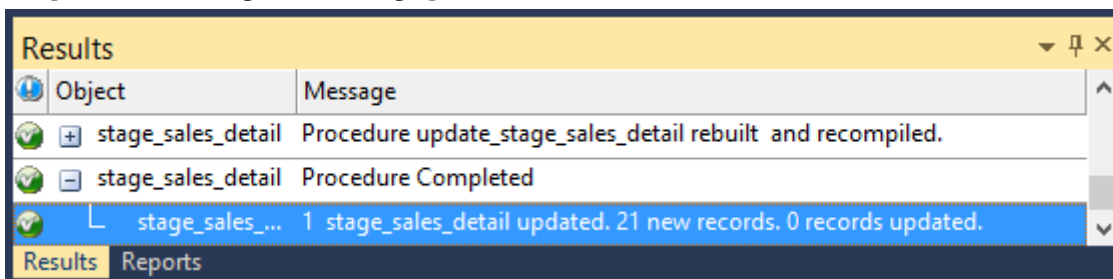 Results
Object Message
stage_sales_detail Procedure update_stage_sales_detail rebuilt and recompiled.
stage_sales_detail Procedure Completed
stage_sales_... 1 stage_sales_detail updated. 21 new records. 0 records updated.
Results Reports